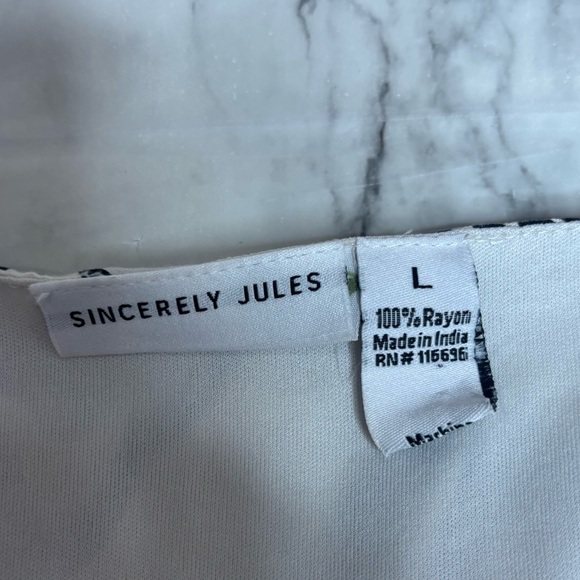 SINCERELY JULES
L
100% Rayon
Made in India
RN# 116696